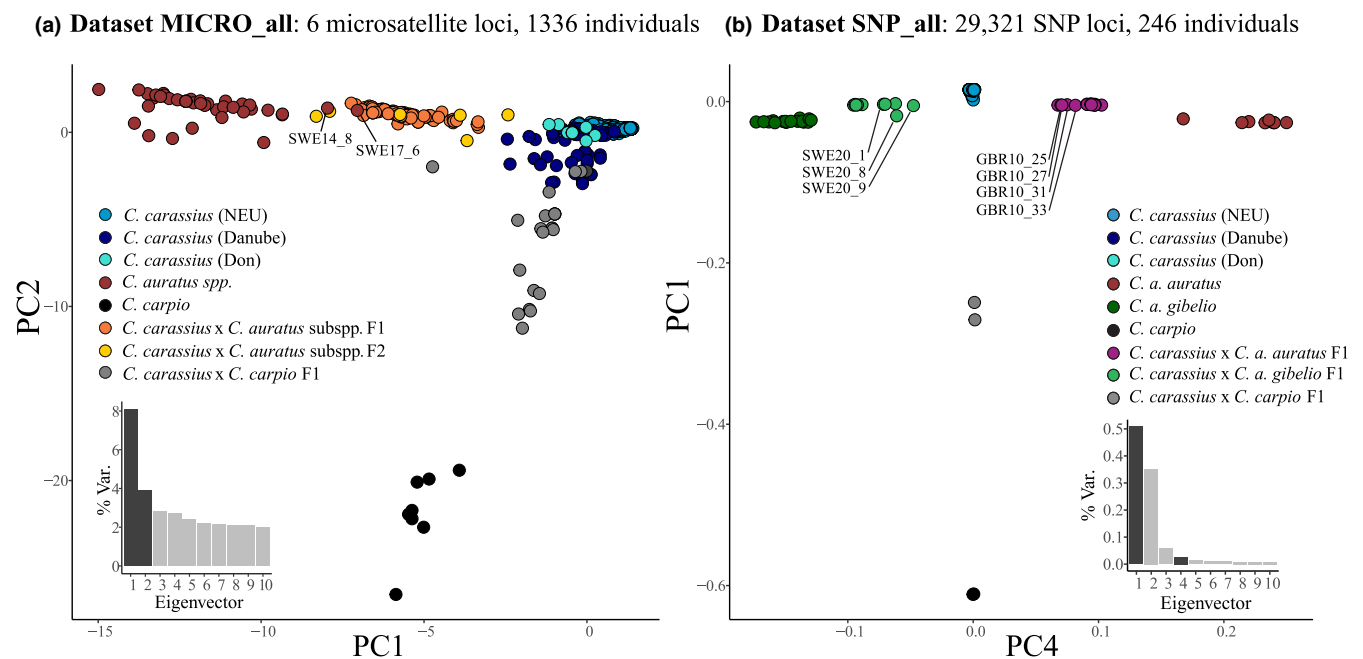 (a) Dataset MICRO_all: 6 microsatellite loci, 1336 individuals
PC2
0
−10
−20
−15
−10
−5
0
PC1
SWE14_8
SWE17_6
C. carassius (NEU)
C. carassius (Danube)
C. carassius (Don)
C. auratus spp.
C. carpio
C. carassius x C. auratus subspp. F1
C. carassius x C. auratus subspp. F2
C. carassius x C. carpio F1
% Var.
8
6
4
2
0
1 2 3 4 5 6 7 8 9 10
Eigenvector
(b) Dataset SNP_all: 29,321 SNP loci, 246 individuals
PC1
0.0
−0.2
−0.4
−0.6
−0.1
0.0
0.1
0.2
PC4
SWE20_1
SWE20_8
SWE20_9
GBR10_25
GBR10_27
GBR10_31
GBR10_33
C. carassius (NEU)
C. carassius (Danube)
C. carassius (Don)
C. a. auratus
C. a. gibelio
C. carpio
C. carassius x C. a. auratus F1
C. carassius x C. a. gibelio F1
C. carassius x C. carpio F1
% Var.
0.5
0.4
0.3
0.2
0.1
0.0
1 2 3 4 5 6 7 8 9 10
Eigenvector